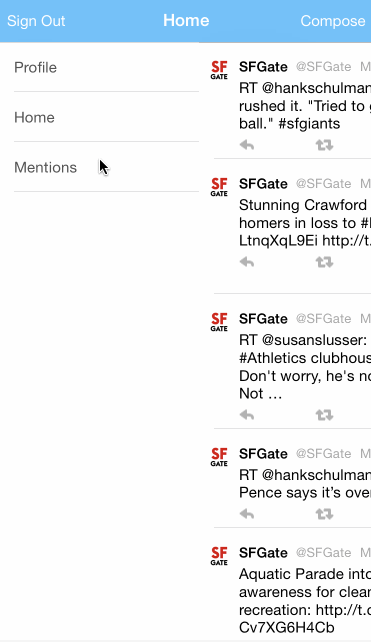 Sign Out Home Compose
Profile
Home
Mentions
SF
GATE
SFGate @SFGate M
RT @hankschulman
rushed it. "Tried to
ball." #sfgiants
SF
GATE
SFGate @SFGate M
Stunning Crawford
homers in loss to
LtnqXqL9Ei http://t.
SF
GATE
SFGate @SFGate M
RT @susanslusser:
#Athletics clubhous
Don't worry, he's no
Not …
SF
GATE
SFGate @SFGate M
RT @hankschulman
Pence says it's ove
SF
GATE
SFGate @SFGate M
Aquatic Parade into
awareness for clean
recreation: http://t.c
Cv7XG6H4Cb